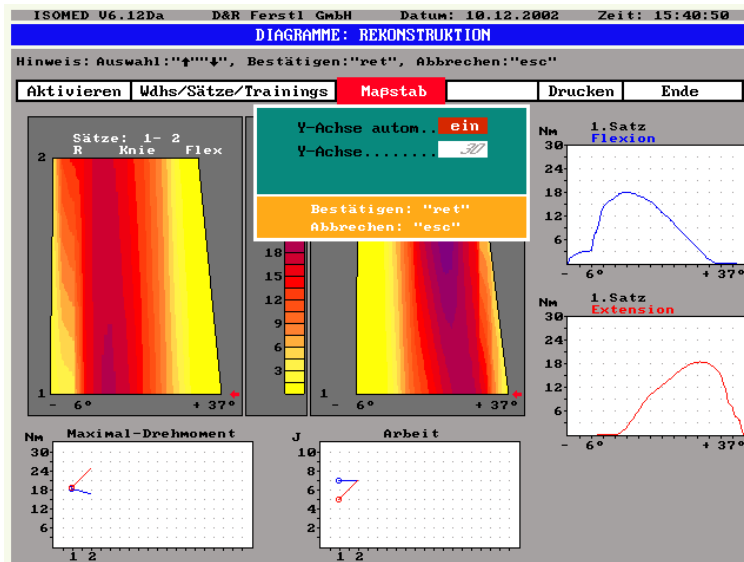 ISOMED V6.12Da D&R Ferstl GmbH Datum: 10.12.2002 Zeit: 15:40:50
DIAGRAMME: REKONSTRUKTION
Hinweis: Auswahl:"↑""↓", Bestätigen:"ret", Abbrechen:"esc"
Aktivieren Wdhs/Sätze/Trainings Maßstab Drucken Ende
Y-Achse autom.. ein
Y-Achse........ 30
Bestätigen: "ret"
Abbrechen: "esc"
Sätze: 1- 2
R Knie Flex
2
1
- 6° + 37°
18
15
12
9
6
3
1
- 6° + 37°
Nm 1.Satz
Flexion
30
24
18
12
6
- 6° + 37°
Nm 1.Satz
Extension
30
24
18
12
6
- 6° + 37°
Nm Maximal-Drehmoment
30
24
18
12
6
1 2
J Arbeit
10
8
6
4
2
1 2